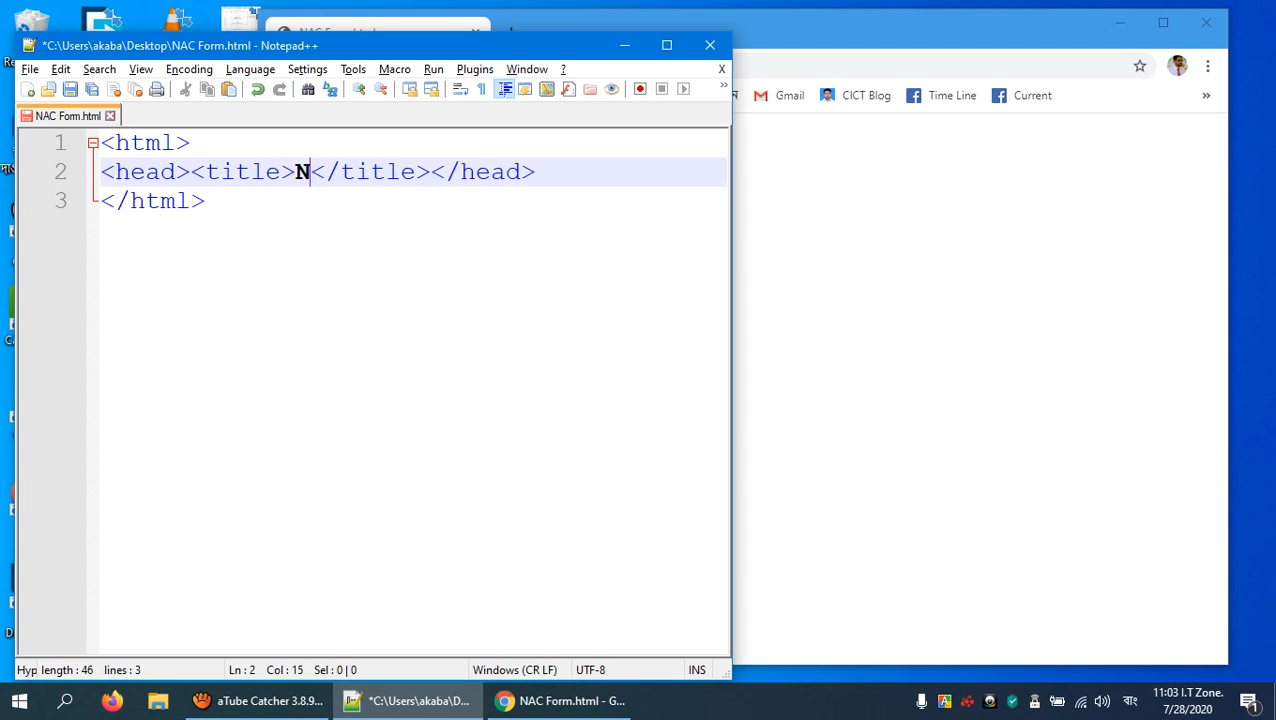 NAC Form.html
*C:\Users\akaba\Desktop\NAC Form.html - Notepad++
File Edit Search View Encoding Language Settings Tools Macro Run Plugins Window ? X
Gmail CICT Blog Time Line Current »
NAC Form.html
1 <html>
2 <head><title>N</title></head>
3 </html>
Hyp length : 46 lines : 3 Ln : 2 Col : 15 Sel : 0 | 0 Windows (CR LF) UTF-8 INS
aTube Catcher 3.8.9... *C:\Users\akaba\D... NAC Form.html - G... বাং 11:03 I.T Zone.
7/28/2020